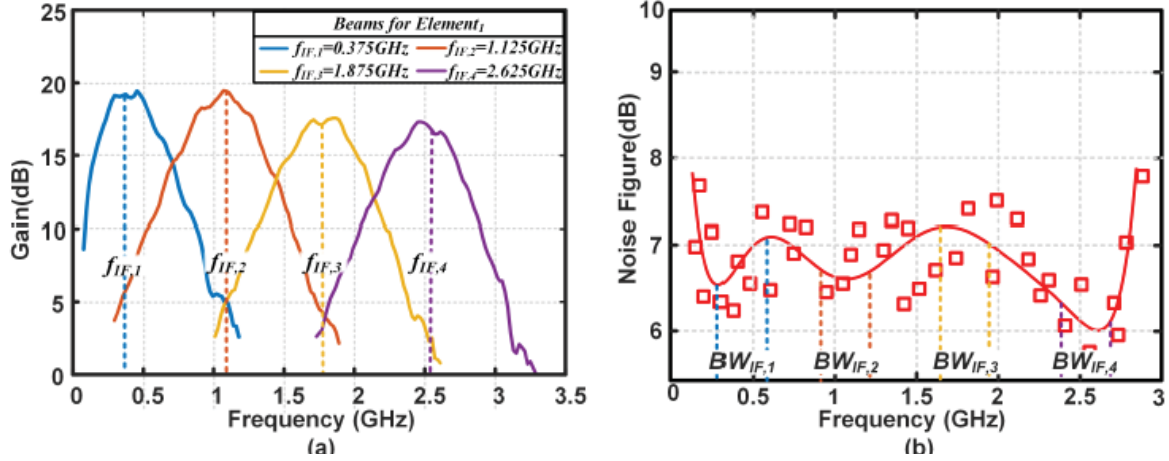 25
20
15
10
5
0
Gain(dB)
Beams for Element1
fIF,1=0.375GHz fIF,2=1.125GHz
fIF,3=1.875GHz fIF,4=2.625GHz
fIF,1 fIF,2 fIF,3 fIF,4
0 0.5 1 1.5 2 2.5 3 3.5
Frequency (GHz)
(a)
10
9
8
7
6
Noise Figure(dB)
BWIF,1 BWIF,2 BWIF,3 BWIF,4
0 0.5 1 1.5 2 2.5 3
Frequency (GHz)
(b)